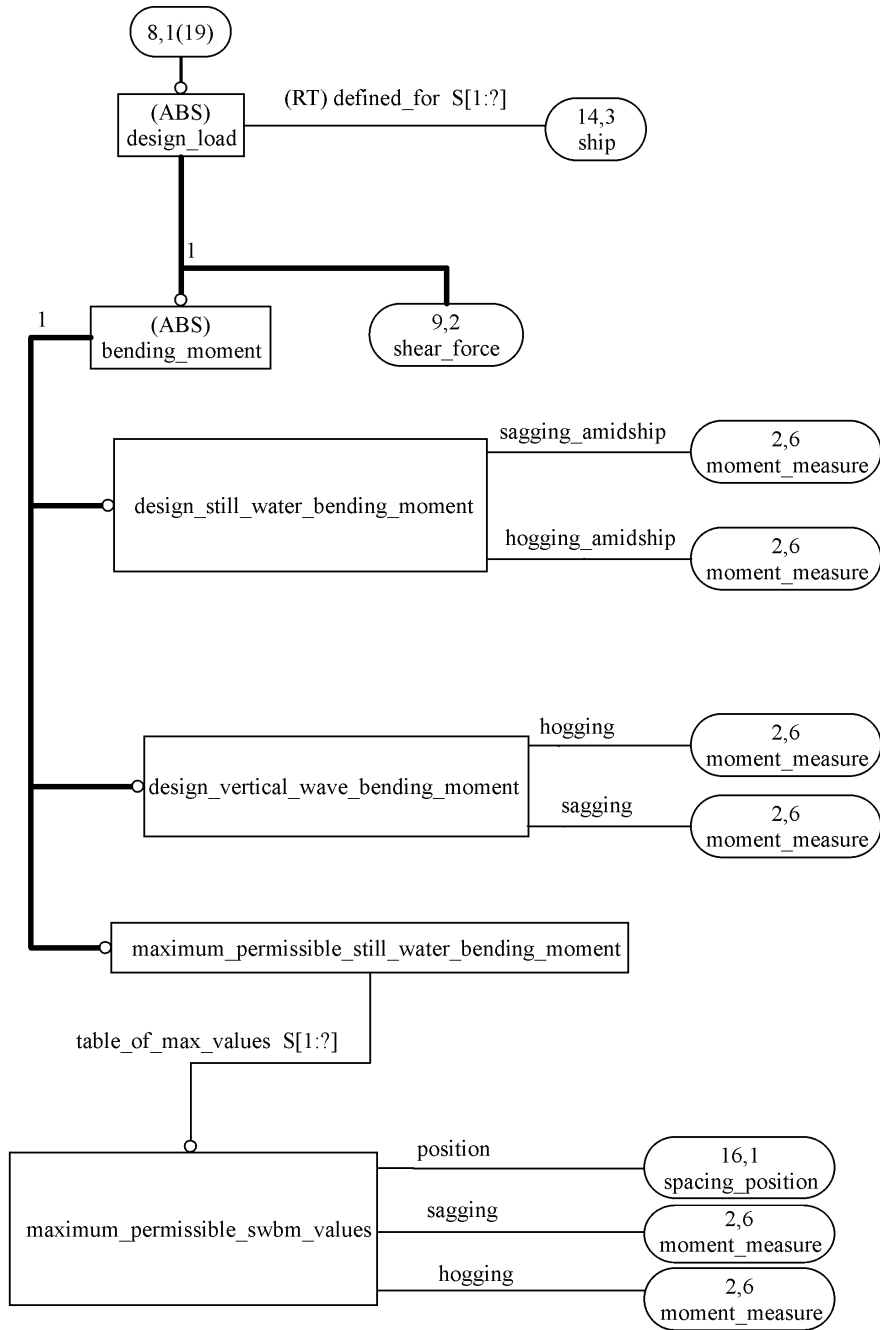 8,1(19)
(ABS)
design_load
(RT) defined_for S[1:?]
14,3
ship
1
1
(ABS)
bending_moment
9,2
shear_force
design_still_water_bending_moment
sagging_amidship
2,6
moment_measure
hogging_amidship
2,6
moment_measure
design_vertical_wave_bending_moment
hogging
2,6
moment_measure
sagging
2,6
moment_measure
maximum_permissible_still_water_bending_moment
table_of_max_values S[1:?]
maximum_permissible_swbm_values
position
16,1
spacing_position
sagging
2,6
moment_measure
hogging
2,6
moment_measure